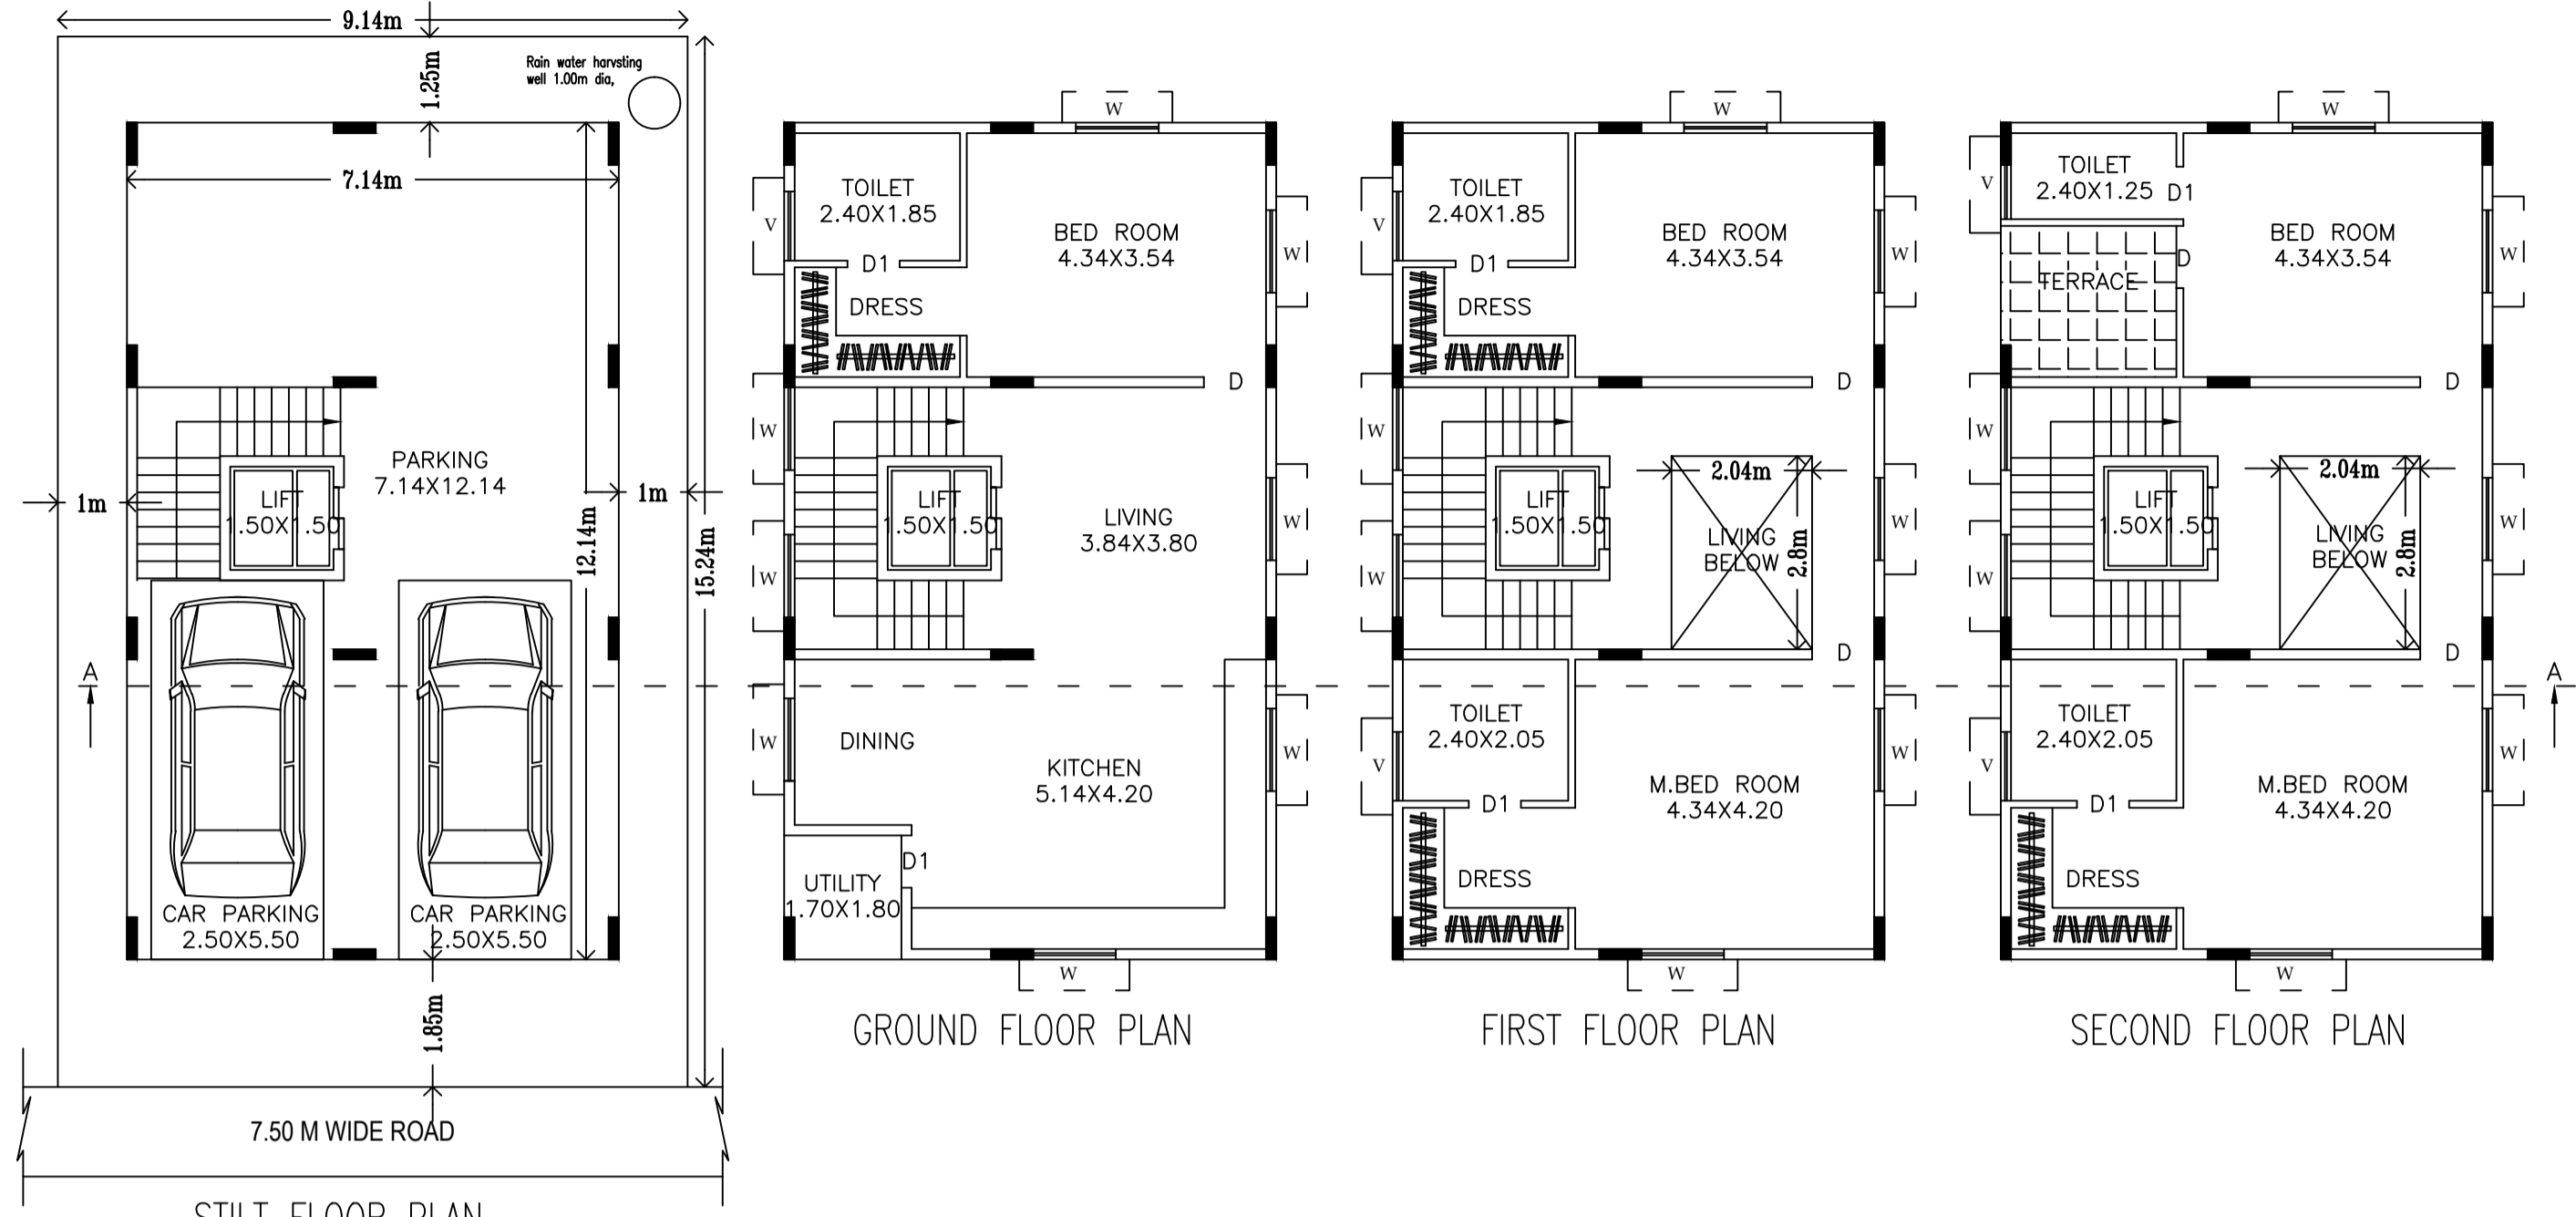 9.14m
1.25m
Rain water harvsting
well 1.00m dia,
7.14m
PARKING
7.14X12.14
LIFT
1.50X1.50
1m
1m
12.14m
15.24m
A
CAR PARKING
2.50X5.50
CAR PARKING
2.50X5.50
1.85m
7.50 M WIDE ROAD
STILT FLOOR PLAN
W
TOILET
2.40X1.85
V
BED ROOM
4.34X3.54
W
D1
DRESS
D
W
LIFT
1.50X1.50
LIVING
3.84X3.80
W
W
DINING
W
KITCHEN
5.14X4.20
W
D1
UTILITY
1.70X1.80
W
GROUND FLOOR PLAN
W
TOILET
2.40X1.85
V
BED ROOM
4.34X3.54
W
D1
DRESS
D
W
2.04m
LIFT
1.50X1.50
LIVING
BELOW
2.8m
W
W
D
TOILET
2.40X2.05
V
M.BED ROOM
4.34X4.20
W
D1
DRESS
W
FIRST FLOOR PLAN
W
TOILET
2.40X1.25
D1
V
BED ROOM
4.34X3.54
W
D
TERRACE
D
W
2.04m
LIFT
1.50X1.50
LIVING
BELOW
2.8m
W
W
D
A
TOILET
2.40X2.05
V
M.BED ROOM
4.34X4.20
W
D1
DRESS
W
SECOND FLOOR PLAN